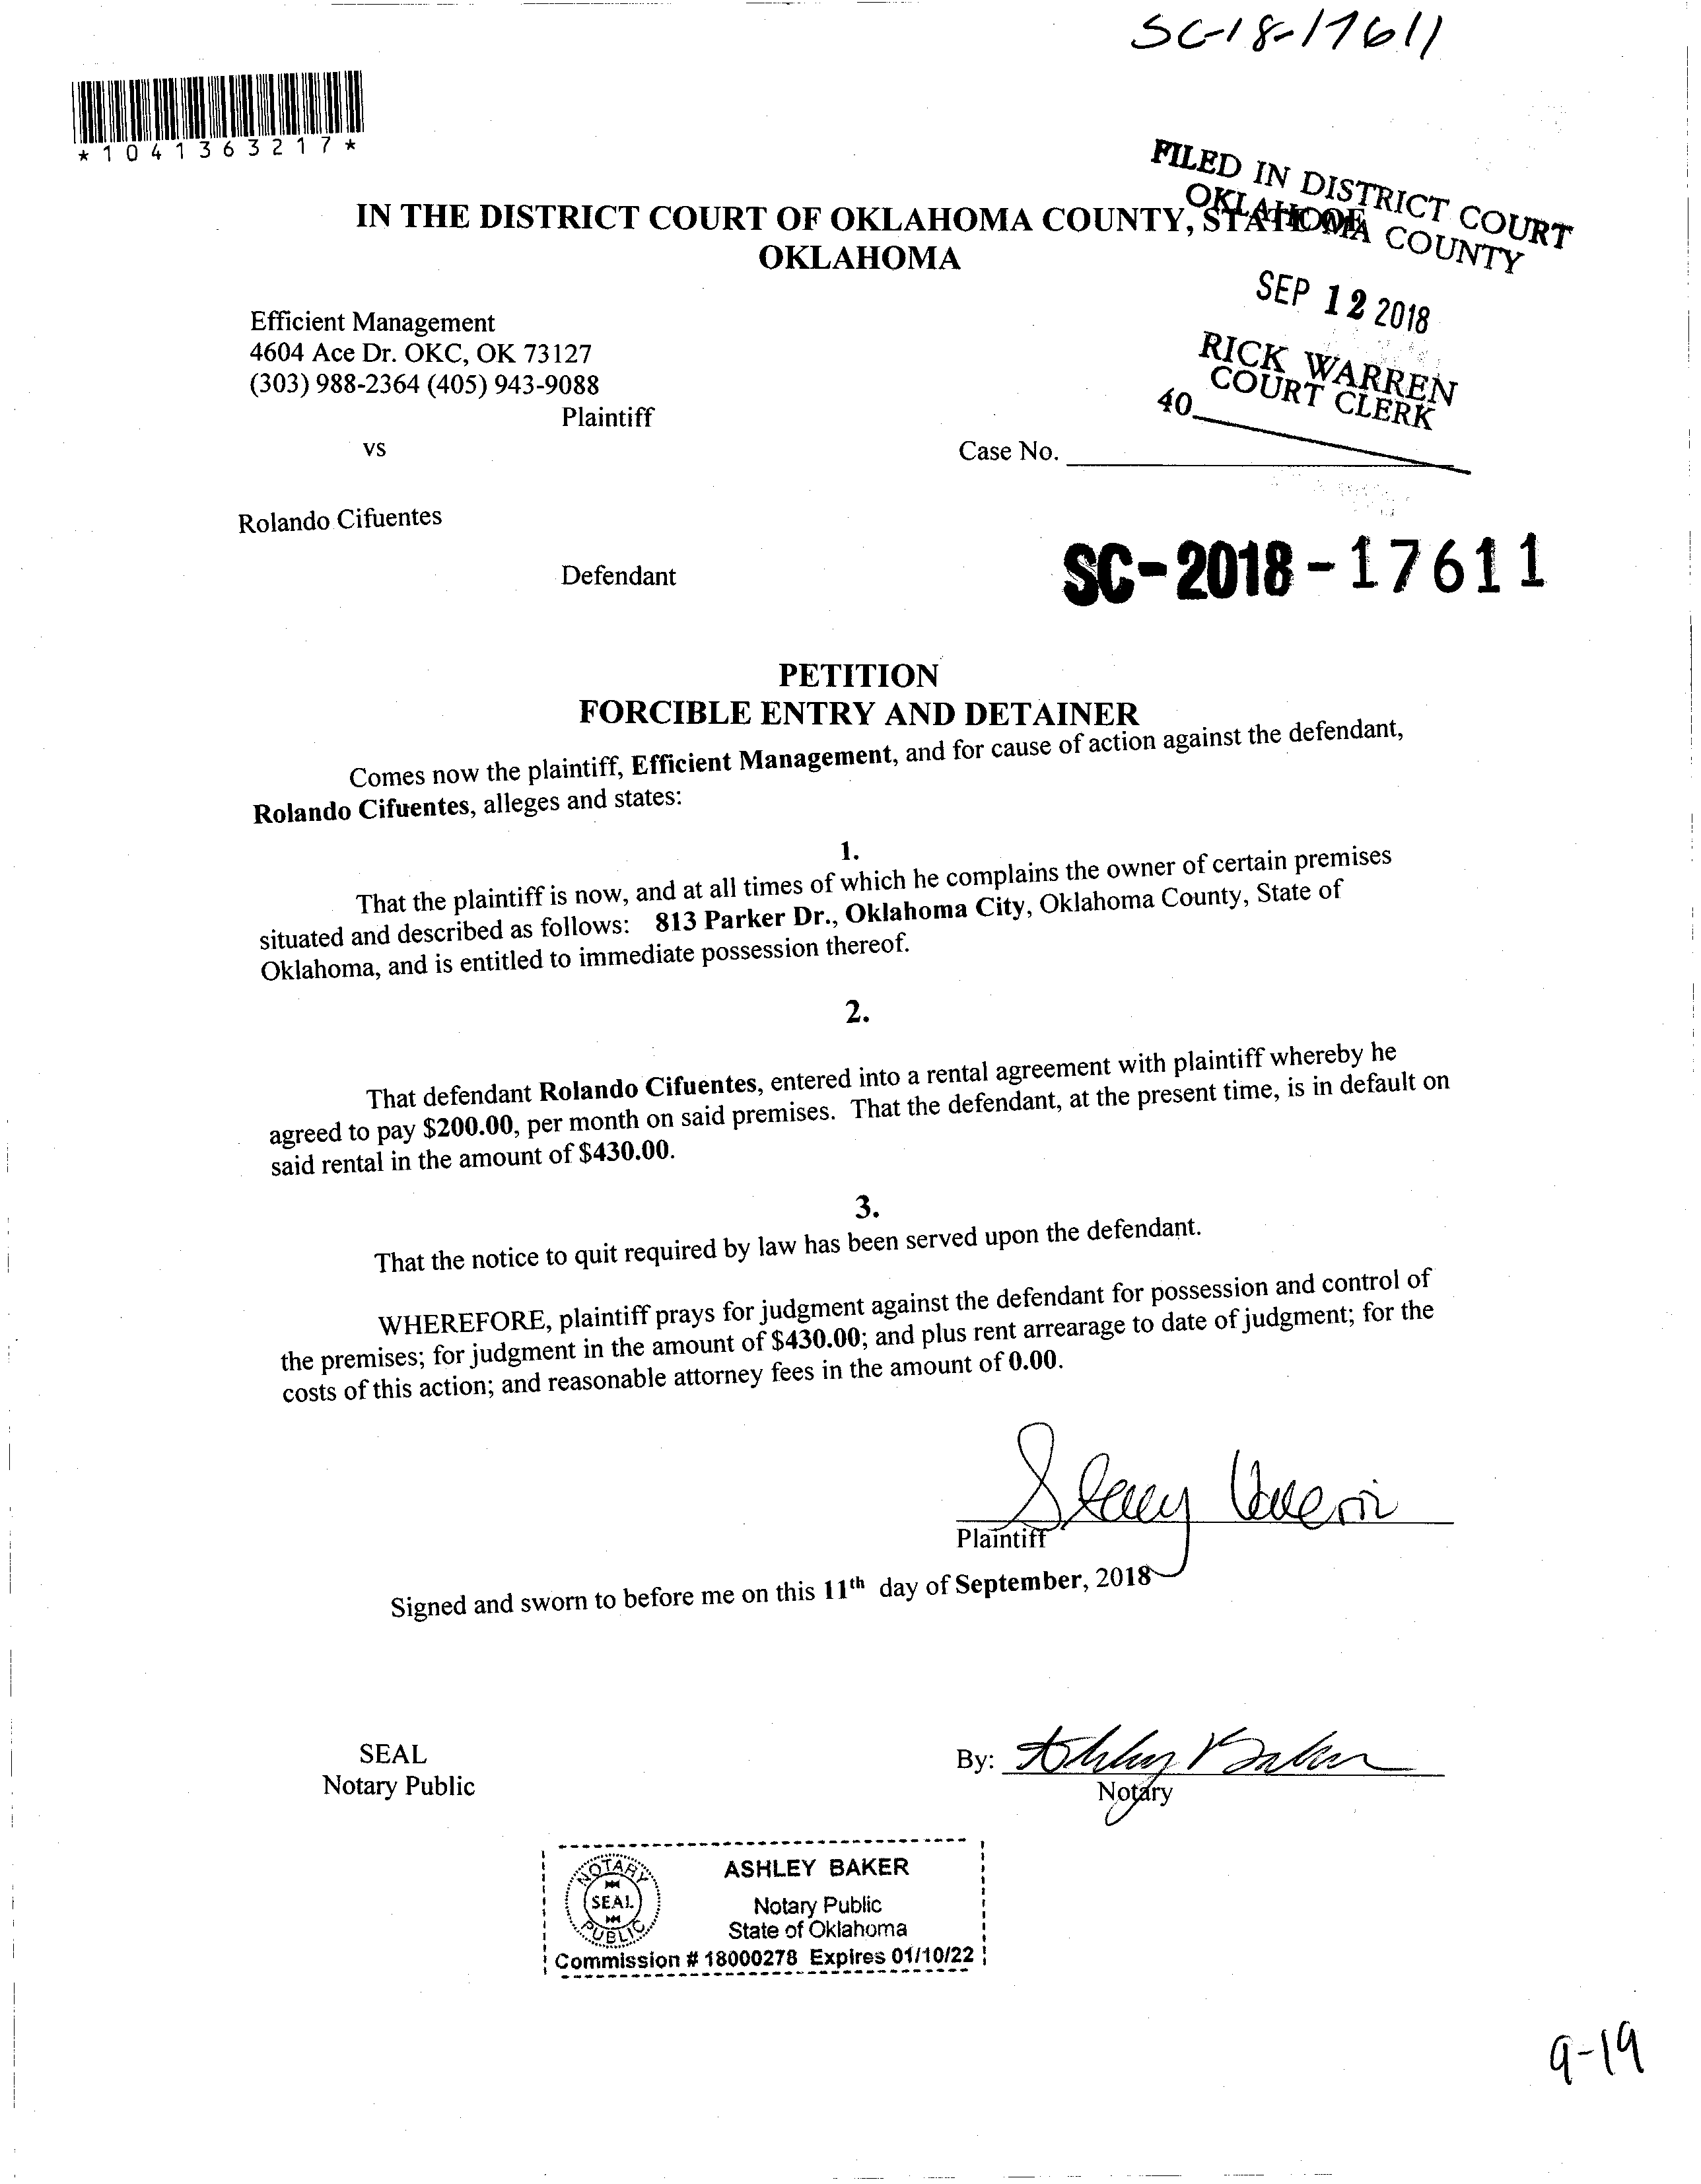 SC-18-17611
*1041363217*
FILED IN DISTRICT COURT
OKLAHOMA COUNTY
IN THE DISTRICT COURT OF OKLAHOMA COUNTY, STATE OF
OKLAHOMA
SEP 12 2018
RICK WARREN
COURT CLERK
40
Efficient Management
4604 Ace Dr. OKC, OK 73127
(303) 988-2364 (405) 943-9088
Plaintiff
vs
Case No.
Rolando Cifuentes
Defendant
SC-2018-17611
PETITION
FORCIBLE ENTRY AND DETAINER
Comes now the plaintiff, Efficient Management, and for cause of action against the defendant,
Rolando Cifuentes, alleges and states:
1.
That the plaintiff is now, and at all times of which he complains the owner of certain premises
situated and described as follows: 813 Parker Dr., Oklahoma City, Oklahoma County, State of
Oklahoma, and is entitled to immediate possession thereof.
2.
That defendant Rolando Cifuentes, entered into a rental agreement with plaintiff whereby he
agreed to pay $200.00, per month on said premises. That the defendant, at the present time, is in default on
said rental in the amount of $430.00.
3.
That the notice to quit required by law has been served upon the defendant.
WHEREFORE, plaintiff prays for judgment against the defendant for possession and control of
the premises; for judgment in the amount of $430.00; and plus rent arrearage to date of judgment; for the
costs of this action; and reasonable attorney fees in the amount of 0.00.
Plaintiff
Signed and sworn to before me on this 11th day of September, 2018
SEAL
Notary Public
By: Ashley Baker
Notary
NOTARY
SEAL
PUBLIC
ASHLEY BAKER
Notary Public
State of Oklahoma
Commission # 18000278 Expires 01/10/22
9-19